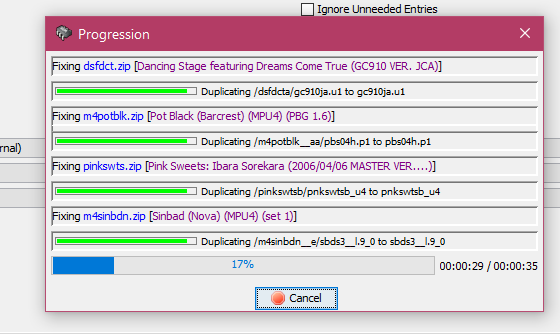 Ignore Unneeded Entries
Progression
Fixing dsfdct.zip [Dancing Stage featuring Dreams Come True (GC910 VER. JCA)]
Duplicating /dsfdcta/gc910ja.u1 to gc910ja.u1
Fixing m4potblk.zip [Pot Black (Barcrest) (MPU4) (PBG 1.6)]
rnal)
Duplicating /m4potblk__aa/pbs04h.p1 to pbs04h.p1
Fixing pinkswts.zip [Pink Sweets: Ibara Sorekara (2006/04/06 MASTER VER....)]
Duplicating /pinkswtsb/pnkswtsb_u4 to pnkswtsb_u4
Fixing m4sinbdn.zip [Sinbad (Nova) (MPU4) (set 1)]
Duplicating /m4sinbdn__e/sbds3__l.9_0 to sbds3__l.9_0
17% 00:00:29 / 00:00:35
Cancel